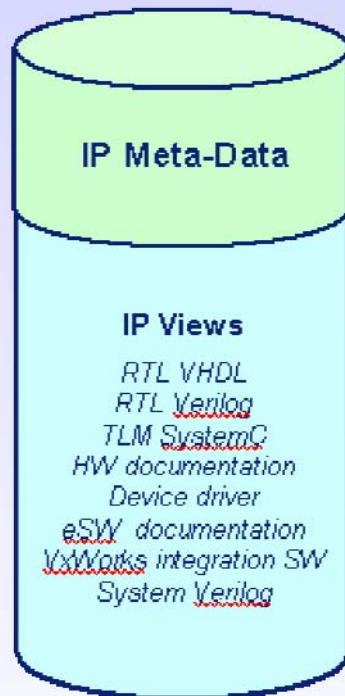 IP Meta-Data
IP Views
RTL VHDL
RTL Verilog
TLM SystemC
HW documentation
Device driver
eSW documentation
VxWorks integration SW
System Verilog